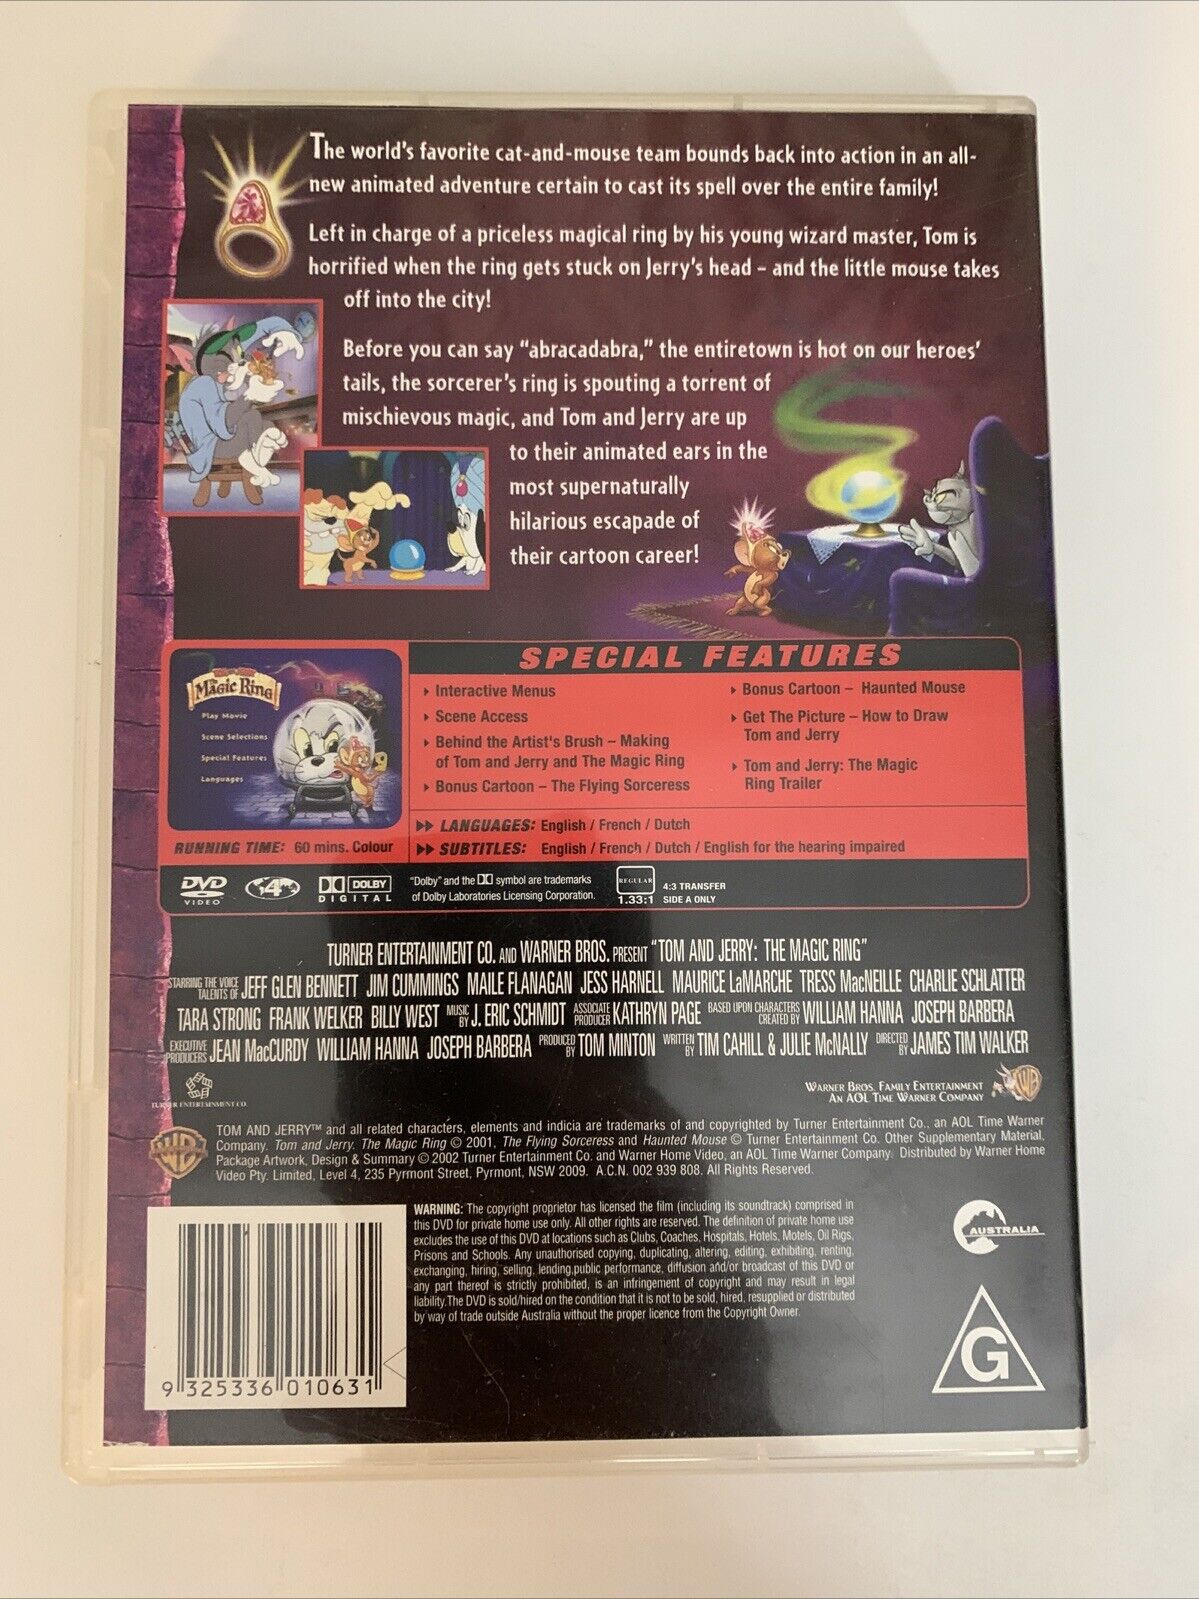 The world's favorite cat-and-mouse team bounds back into action in an all-
new animated adventure certain to cast its spell over the entire family!
Left in charge of a priceless magical ring by his young wizard master, Tom is
horrified when the ring gets stuck on Jerry's head – and the little mouse takes
off into the city!
Before you can say "abracadabra," the entiretown is hot on our heroes'
tails, the sorcerer's ring is spouting a torrent of
mischievous magic, and Tom and Jerry are up
to their animated ears in the
most supernaturally
hilarious escapade of
their cartoon career!
SPECIAL FEATURES
The Magic Ring
Play Movie
Scene Selections
Special Features
Languages
Interactive Menus
Scene Access
Behind the Artist's Brush – Making
of Tom and Jerry and The Magic Ring
Bonus Cartoon – The Flying Sorceress
Bonus Cartoon – Haunted Mouse
Get The Picture – How to Draw
Tom and Jerry
Tom and Jerry: The Magic
Ring Trailer
RUNNING TIME: 60 mins. Colour
LANGUAGES: English / French / Dutch
SUBTITLES: English / French / Dutch / English for the hearing impaired
DVD VIDEO
4
DOLBY DIGITAL
"Dolby" and the DD symbol are trademarks
of Dolby Laboratories Licensing Corporation.
REGULAR
1.33:1
4:3 TRANSFER
SIDE A ONLY
TURNER ENTERTAINMENT CO. AND WARNER BROS. PRESENT "TOM AND JERRY: THE MAGIC RING"
STARRING THE VOICE TALENTS OF JEFF GLEN BENNETT JIM CUMMINGS MAILE FLANAGAN JESS HARNELL MAURICE LaMARCHE TRESS MacNEILLE CHARLIE SCHLATTER
TARA STRONG FRANK WELKER BILLY WEST MUSIC BY J. ERIC SCHMIDT ASSOCIATE PRODUCER KATHRYN PAGE BASED UPON CHARACTERS CREATED BY WILLIAM HANNA JOSEPH BARBERA
EXECUTIVE PRODUCERS JEAN MacCURDY WILLIAM HANNA JOSEPH BARBERA PRODUCED BY TOM MINTON WRITTEN BY TIM CAHILL & JULIE McNALLY DIRECTED BY JAMES TIM WALKER
TURNER ENTERTAINMENT CO.
WARNER BROS. FAMILY ENTERTAINMENT
AN AOL TIME WARNER COMPANY
WB
WB
TOM AND JERRY™ and all related characters, elements and indicia are trademarks of and copyrighted by Turner Entertainment Co., an AOL Time Warner
Company. Tom and Jerry. The Magic Ring © 2001, The Flying Sorceress and Haunted Mouse © Turner Entertainment Co. Other Supplementary Material,
Package Artwork, Design & Summary © 2002 Turner Entertainment Co. and Warner Home Video, an AOL Time Warner Company. Distributed by Warner Home
Video Pty. Limited, Level 4, 235 Pyrmont Street, Pyrmont, NSW 2009. A.C.N. 002 939 808. All Rights Reserved.
WARNING: The copyright proprietor has licensed the film (including its soundtrack) comprised in
this DVD for private home use only. All other rights are reserved. The definition of private home use
excludes the use of this DVD at locations such as Clubs, Coaches, Hospitals, Hotels, Motels, Oil Rigs,
Prisons and Schools. Any unauthorised copying, duplicating, altering, editing, exhibiting, renting,
exchanging, hiring, selling, lending,public performance, diffusion and/or broadcast of this DVD or
any part thereof is strictly prohibited, is an infringement of copyright and may result in legal
liability.The DVD is sold/hired on the condition that it is not to be sold, hired, resupplied or distributed
by way of trade outside Australia without the proper licence from the Copyright Owner.
AUSTRALIA
G
9 325336 010631